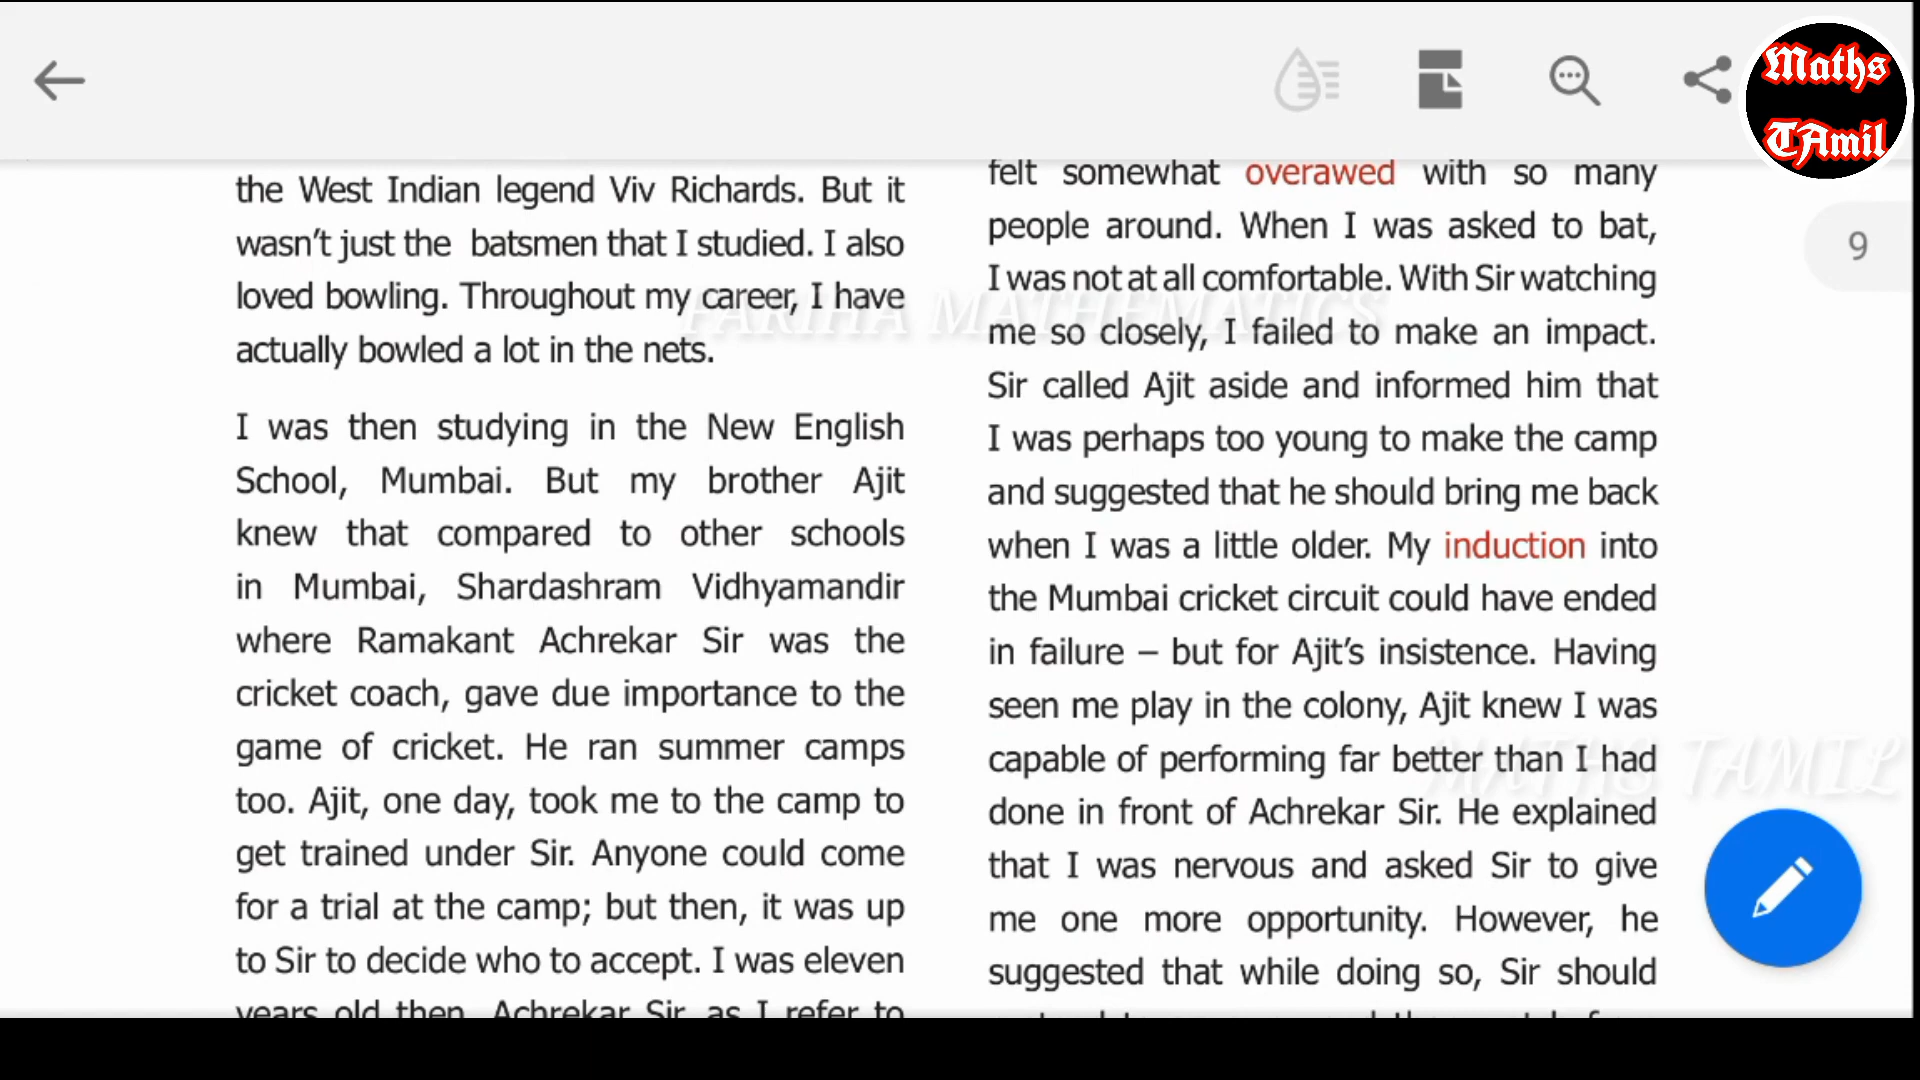 Maths
TAmil
9
the West Indian legend Viv Richards. But it
wasn't just the batsmen that I studied. I also
loved bowling. Throughout my career, I have
actually bowled a lot in the nets.
I was then studying in the New English
School, Mumbai. But my brother Ajit
knew that compared to other schools
in Mumbai, Shardashram Vidhyamandir
where Ramakant Achrekar Sir was the
cricket coach, gave due importance to the
game of cricket. He ran summer camps
too. Ajit, one day, took me to the camp to
get trained under Sir. Anyone could come
for a trial at the camp; but then, it was up
to Sir to decide who to accept. I was eleven
years old then. Achrekar Sir, as I refer to
felt somewhat overawed with so many
people around. When I was asked to bat,
I was not at all comfortable. With Sir watching
me so closely, I failed to make an impact.
Sir called Ajit aside and informed him that
I was perhaps too young to make the camp
and suggested that he should bring me back
when I was a little older. My induction into
the Mumbai cricket circuit could have ended
in failure – but for Ajit's insistence. Having
seen me play in the colony, Ajit knew I was
capable of performing far better than I had
done in front of Achrekar Sir. He explained
that I was nervous and asked Sir to give
me one more opportunity. However, he
suggested that while doing so, Sir should
FARIHA MATHEMATICS
MATHS TAMIL